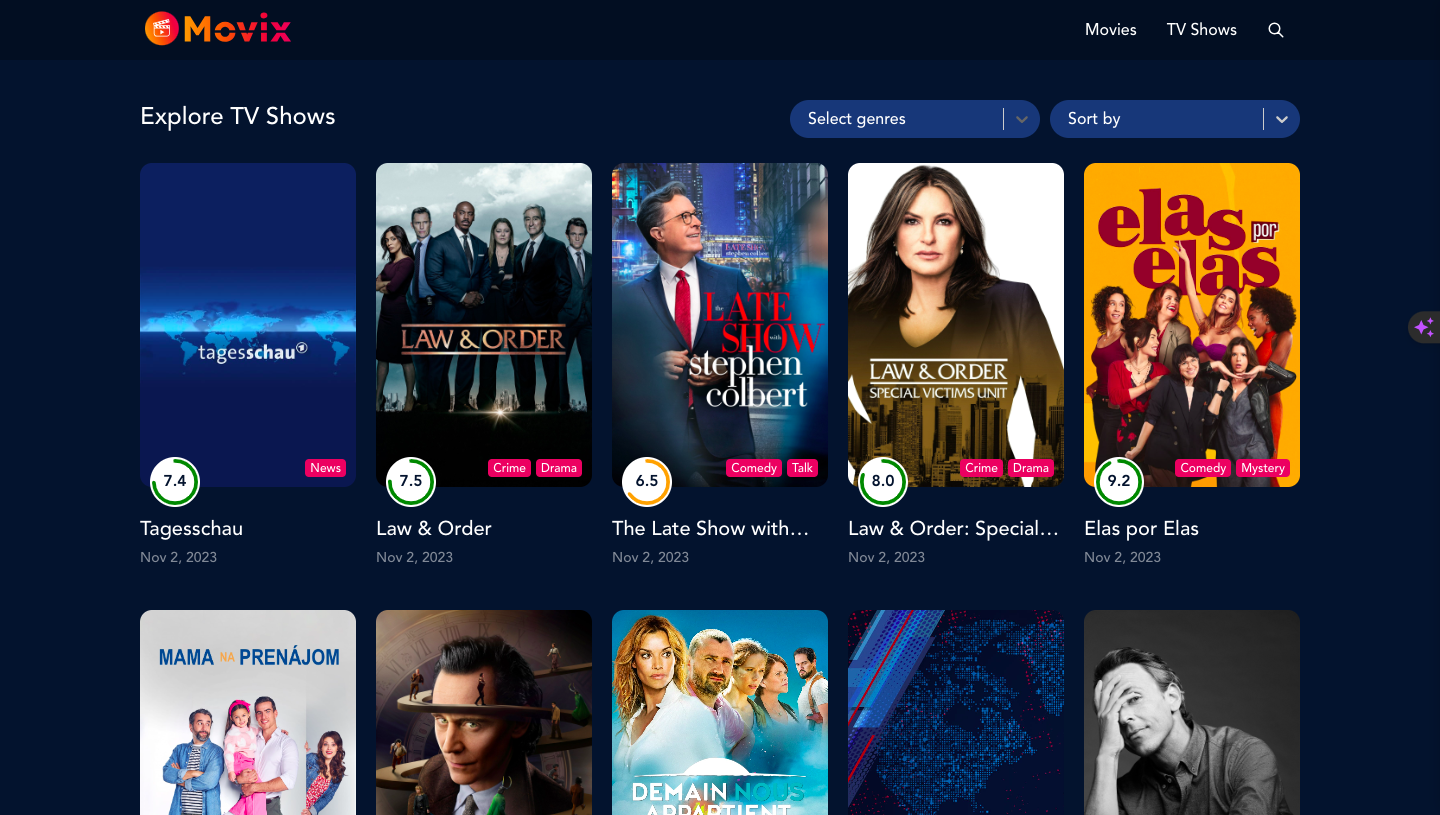 Movix
Movies
TV Shows
Explore TV Shows
Select genres
Sort by
tagesschau
News
7.4
Tagesschau
Nov 2, 2023
LAW & ORDER
Crime
Drama
7.5
Law & Order
Nov 2, 2023
the
LATE
SHOW
with
stephen
colbert
Comedy
Talk
6.5
The Late Show with…
Nov 2, 2023
LAW & ORDER
SPECIAL VICTIMS UNIT
Crime
Drama
8.0
Law & Order: Special…
Nov 2, 2023
elas
por
elas
Comedy
Mystery
9.2
Elas por Elas
Nov 2, 2023
MAMA NA PRENÁJOM
DEMAIN NOUS
APPARTIENT